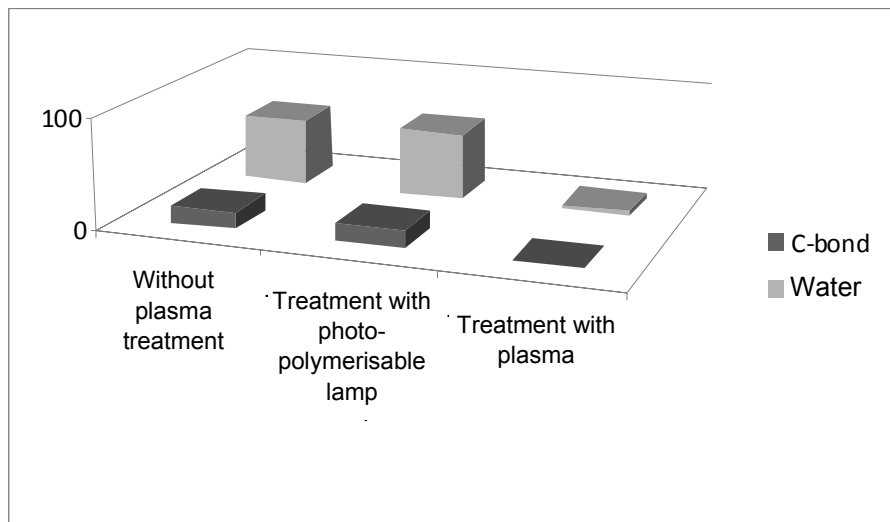 100
0
Without
plasma
treatment
Treatment with
photo-
polymerisable
lamp
Treatment with
plasma
C-bond
Water